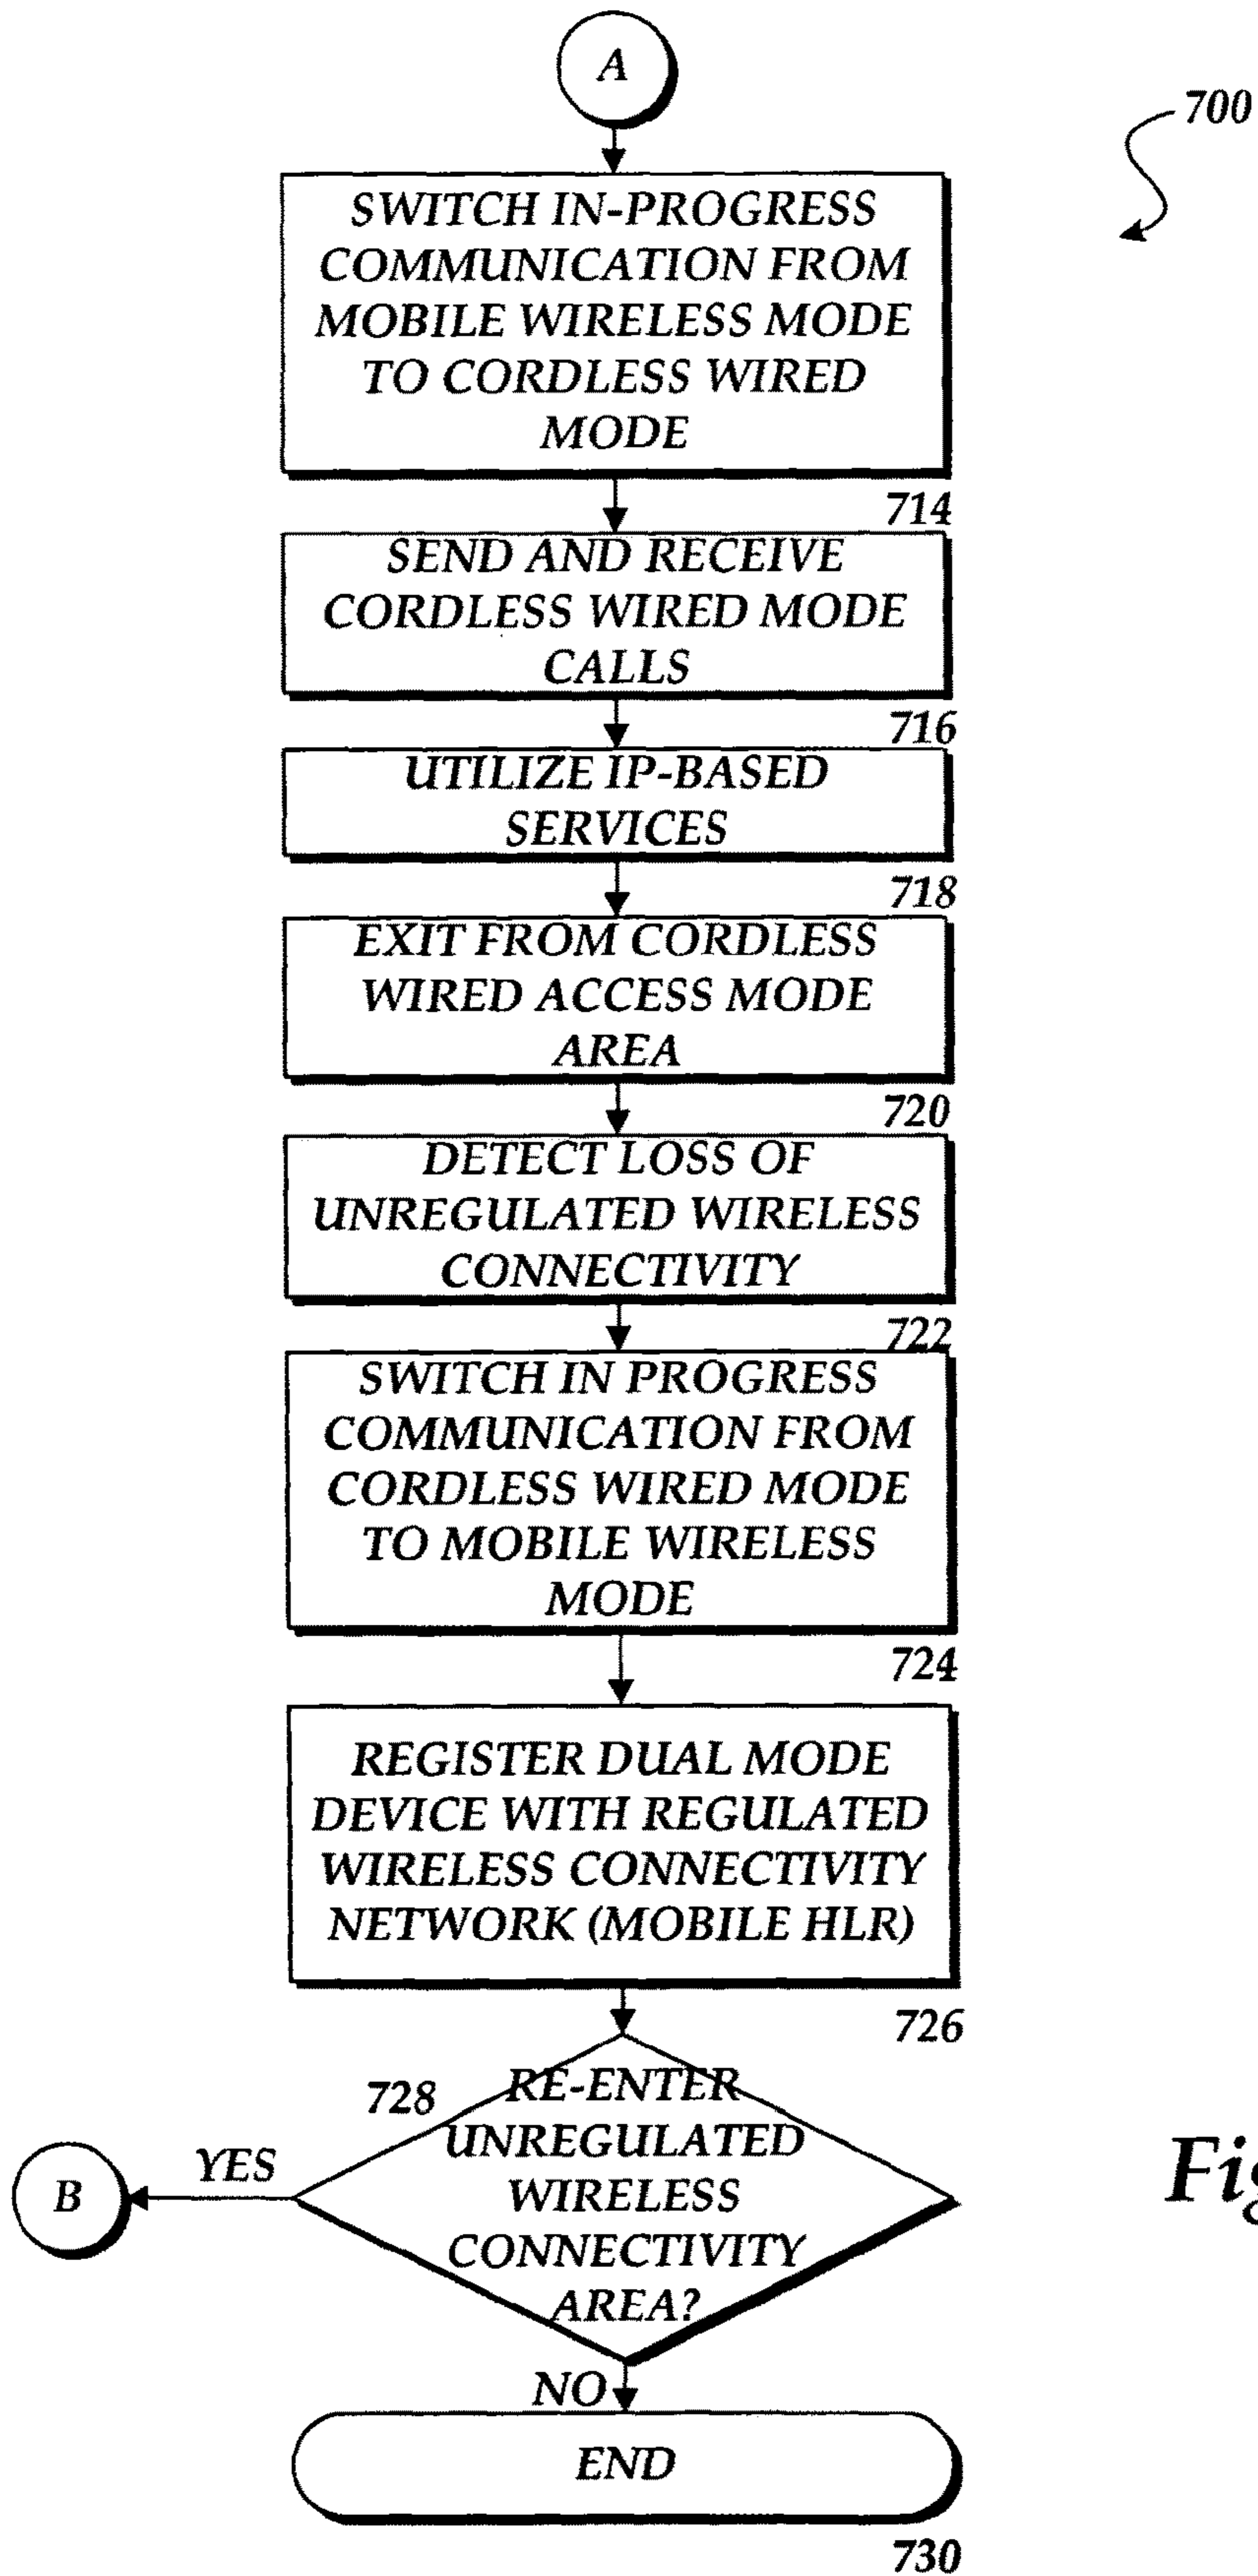 A
700
SWITCH IN-PROGRESS
COMMUNICATION FROM
MOBILE WIRELESS MODE
TO CORDLESS WIRED
MODE
714
SEND AND RECEIVE
CORDLESS WIRED MODE
CALLS
716
UTILIZE IP-BASED
SERVICES
718
EXIT FROM CORDLESS
WIRED ACCESS MODE
AREA
720
DETECT LOSS OF
UNREGULATED WIRELESS
CONNECTIVITY
722
SWITCH IN PROGRESS
COMMUNICATION FROM
CORDLESS WIRED MODE
TO MOBILE WIRELESS
MODE
724
REGISTER DUAL MODE
DEVICE WITH REGULATED
WIRELESS CONNECTIVITY
NETWORK (MOBILE HLR)
726
728
RE-ENTER
UNREGULATED
WIRELESS
CONNECTIVITY
AREA?
YES
B
NO
END
730